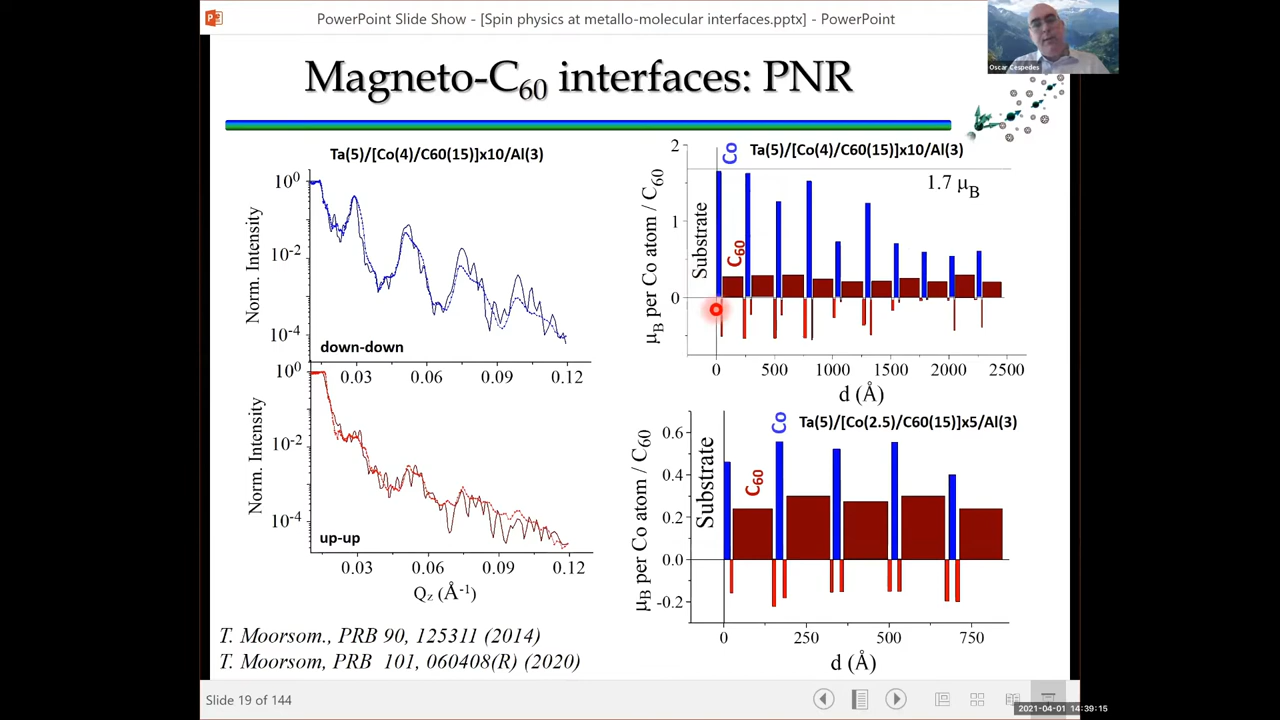 PowerPoint Slide Show - [Spin physics at metallo-molecular interfaces.pptx] - PowerPoint
Oscar Cespedes
Magneto-C60 interfaces: PNR
Ta(5)/[Co(4)/C60(15)]x10/Al(3)
Norm. Intensity
10^0
10^-2
10^-4
down-down
0.03 0.06 0.09 0.12
Norm. Intensity
10^0
10^-2
10^-4
up-up
0.03 0.06 0.09 0.12
Qz (Å-1)
T. Moorsom., PRB 90, 125311 (2014)
T. Moorsom, PRB 101, 060408(R) (2020)
Ta(5)/[Co(4)/C60(15)]x10/Al(3)
Co
1.7 μB
Substrate
C60
μB per Co atom / C60
2
1
0
0 500 1000 1500 2000 2500
d (Å)
Ta(5)/[Co(2.5)/C60(15)]x5/Al(3)
Co
Substrate
C60
μB per Co atom / C60
0.6
0.4
0.2
0.0
-0.2
0 250 500 750
d (Å)
Slide 19 of 144
2021-04-01 14:39:15